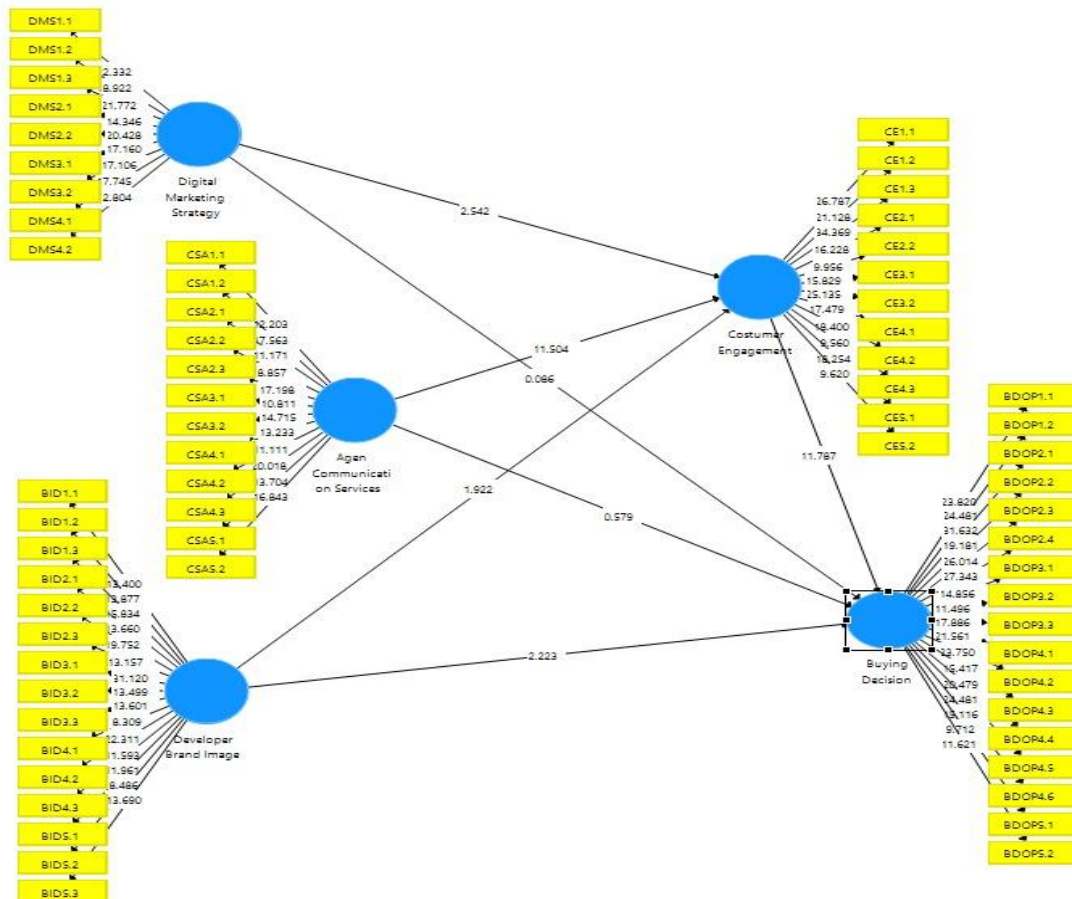 DMS1.1
DMS1.2
DMS1.3
DMS2.1
DMS2.2
DMS3.1
DMS3.2
DMS4.1
DMS4.2
2.332
8.922
21.772
14.346
20.428
17.160
17.106
7.745
2.804
Digital
Marketing
Strategy
2.542
CE1.1
CE1.2
CE1.3
CE2.1
CE2.2
CE3.1
CE3.2
CE4.1
CE4.2
CE4.3
CE5.1
CE5.2
26.787
21.128
34.369
16.228
9.956
15.829
25.135
17.479
18.400
9.560
18.254
9.620
Costumer
Engagement
CSA1.1
CSA1.2
CSA2.1
CSA2.2
CSA2.3
CSA3.1
CSA3.2
CSA4.1
CSA4.2
CSA4.3
CSA5.1
CSA5.2
11.171
8.857
17.198
10.811
14.715
13.233
11.111
13.704
16.843
Agen
Communicati
on Services
11.504
0.086
11.787
1.922
0.579
2.223
BID1.1
BID1.2
BID1.3
BID2.1
BID2.2
BID2.3
BID3.1
BID3.2
BID3.3
BID4.1
BID4.2
BID4.3
BID5.1
BID5.2
BID5.3
13.400
13.157
31.120
13.499
13.601
8.309
11.593
11.961
8.486
13.690
Developer
Brand Image
BDOP1.1
BDOP1.2
BDOP2.1
BDOP2.2
BDOP2.3
BDOP2.4
BDOP3.1
BDOP3.2
BDOP3.3
BDOP4.1
BDOP4.2
BDOP4.3
BDOP4.4
BDOP4.5
BDOP4.6
BDOP5.1
BDOP5.2
23.820
24.481
31.632
19.181
26.014
27.343
14.856
11.496
17.886
21.561
23.750
15.417
20.479
24.481
9.712
11.621
Buying
Decision